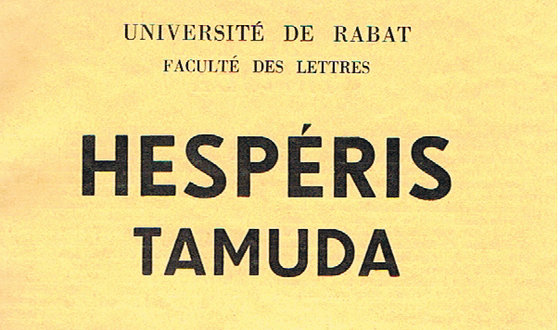 UNIVERSITÉ DE RABAT
FACULTÉ DES LETTRES
HESPÉRIS
TAMUDA